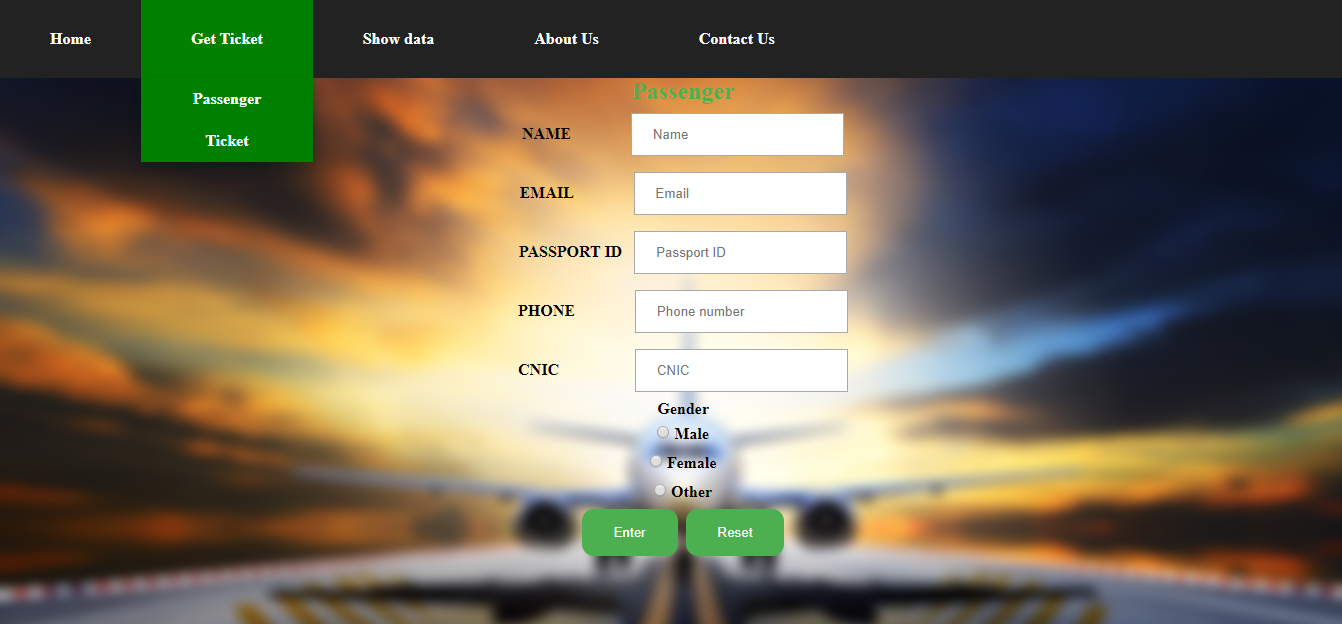 Home Get Ticket Show data About Us Contact Us
Passenger
Ticket
Passenger
NAME Name
EMAIL Email
PASSPORT ID Passport ID
PHONE Phone number
CNIC CNIC
Gender
Male
Female
Other
Enter Reset